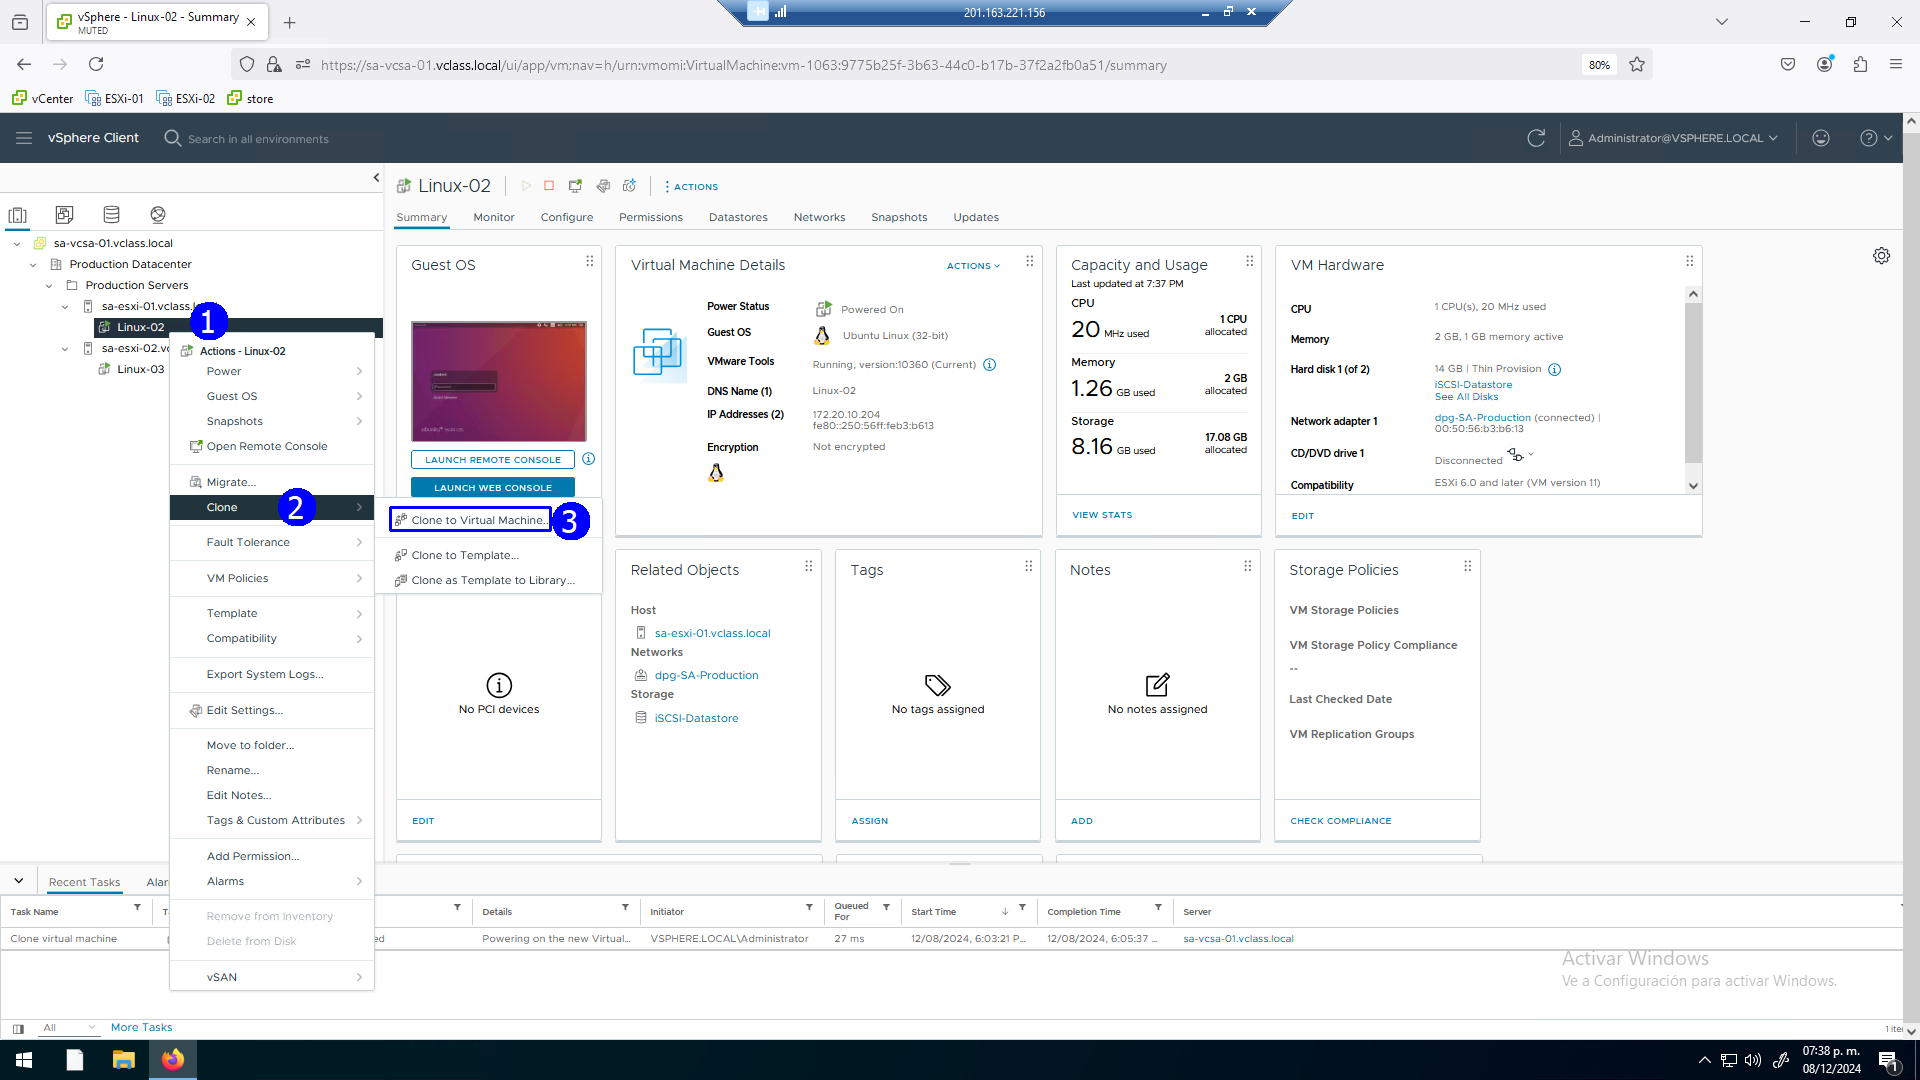 vSphere - Linux-02 - Summary
MUTED
201.163.221.156
https://sa-vcsa-01.vclass.local/ui/app/vm;nav=h/urn:vmomi:VirtualMachine:vm-1063:9775b25f-3b63-44c0-b17b-37f2a2fb0a51/summary
80%
vCenter
ESXi-01
ESXi-02
store
vSphere Client
Search in all environments
Administrator@VSPHERE.LOCAL
Linux-02
ACTIONS
Summary
Monitor
Configure
Permissions
Datastores
Networks
Snapshots
Updates
sa-vcsa-01.vclass.local
Production Datacenter
Production Servers
sa-esxi-01.vclass.
Linux-02
1
sa-esxi-02.vc
Linux-03
Actions - Linux-02
Power
Guest OS
Snapshots
Open Remote Console
Migrate...
Clone
2
Fault Tolerance
VM Policies
Template
Compatibility
Export System Logs...
Edit Settings...
Move to folder...
Rename...
Edit Notes...
Tags & Custom Attributes
Add Permission...
Alarms
Remove from Inventory
Delete from Disk
vSAN
Clone to Virtual Machine...
3
Clone to Template...
Clone as Template to Library...
Guest OS
LAUNCH REMOTE CONSOLE
LAUNCH WEB CONSOLE
Virtual Machine Details
ACTIONS
Power Status
Powered On
Guest OS
Ubuntu Linux (32-bit)
VMware Tools
Running, version:10360 (Current)
DNS Name (1)
Linux-02
IP Addresses (2)
172.20.10.204
fe80::250:56ff:feb3:b613
Encryption
Not encrypted
Capacity and Usage
Last updated at 7:37 PM
CPU
20 MHz used
1 CPU
allocated
Memory
1.26 GB used
2 GB
allocated
Storage
8.16 GB used
17.08 GB
allocated
VIEW STATS
VM Hardware
CPU
1 CPU(s), 20 MHz used
Memory
2 GB, 1 GB memory active
Hard disk 1 (of 2)
14 GB | Thin Provision
iSCSI-Datastore
See All Disks
Network adapter 1
dpg-SA-Production (connected) |
00:50:56:b3:b6:13
CD/DVD drive 1
Disconnected
Compatibility
ESXi 6.0 and later (VM version 11)
EDIT
No PCI devices
EDIT
Related Objects
Host
sa-esxi-01.vclass.local
Networks
dpg-SA-Production
Storage
iSCSI-Datastore
Tags
No tags assigned
ASSIGN
Notes
No notes assigned
ADD
Storage Policies
VM Storage Policies
VM Storage Policy Compliance
--
Last Checked Date
VM Replication Groups
CHECK COMPLIANCE
Recent Tasks
Alar
Task Name
Details
Initiator
Queued
For
Start Time
Completion Time
Server
Clone virtual machine
ed
Powering on the new Virtual...
VSPHERE.LOCAL\Administrator
27 ms
12/08/2024, 6:03:21 P...
12/08/2024, 6:05:37 ...
sa-vcsa-01.vclass.local
Activar Windows
Ve a Configuración para activar Windows.
All
More Tasks
1 ite
07:38 p. m.
08/12/2024
1